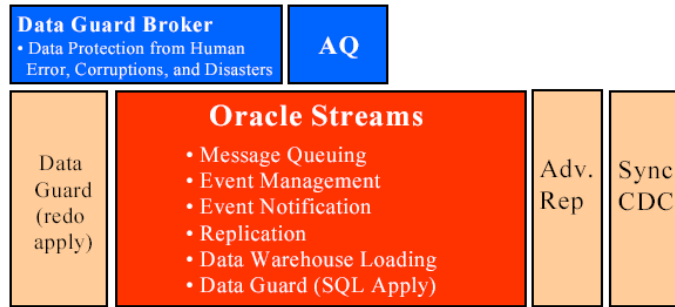 Data Guard Broker
• Data Protection from Human
Error, Corruptions, and Disasters
AQ
Data
Guard
(redo
apply)
Oracle Streams
• Message Queuing
• Event Management
• Event Notification
• Replication
• Data Warehouse Loading
• Data Guard (SQL Apply)
Adv.
Rep
Sync
CDC